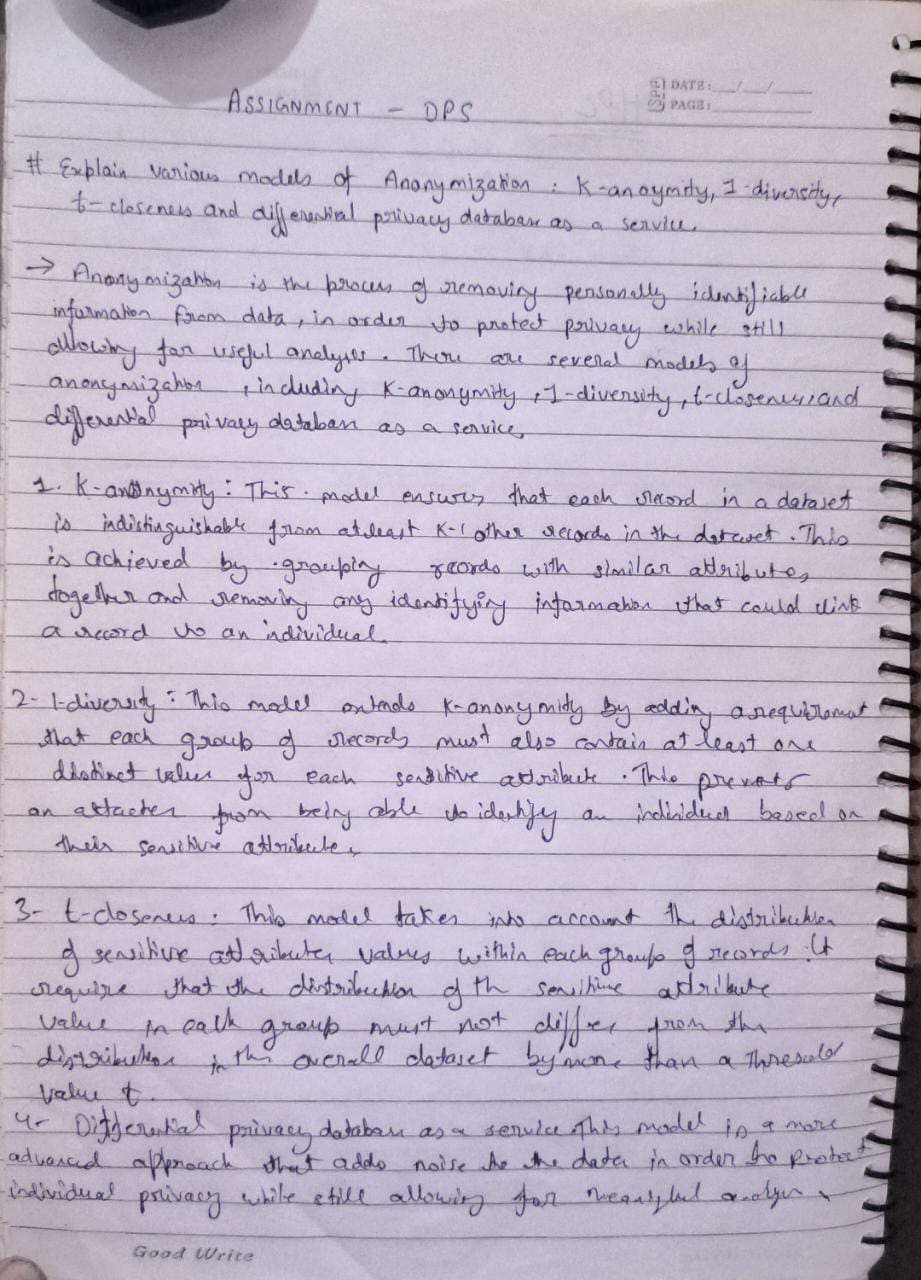 DATE: __/__/__
PAGE:
ASSIGNMENT - DPS
# Explain various models of Anonymization : K-anoymity, 1-diversity,
t-closeness and differential privacy database as a service.
→ Anonymization is the process of removing personally identifiable
information from data, in order to protect privacy while still
allowing for useful analysis. There are several models of
anonymization, including K-anonymity, 1-diversity, t-closeness, and
differential privacy database as a service,
1. K-anonymity: This model ensures that each record in a dataset
is indistinguishable from atleast K-1 other records in the dataset. This
is achieved by grouping records with similar attributes
together and removing any identifying information that could link
a record to an individual.
2- l-diversity: This model extends K-anonymity by adding a requirement
that each group of records must also contain at least one
distinct value for each sensitive attribute. This prevents
an attacker from being able to identify an individual based on
their sensitive attribute.
3- t-closeness: This model takes into account the distribution
of sensitive attributes values within each group of records. It
require that the distribution of th sensitive attribute
value in each group must not differ from the
distribution in the overall dataset by more than a threshold
value t.
4- Differential privacy database as a service This model is a more
advanced approach that adds noise to the data in order to protect
individual privacy while still allowing for meaningful analysis.
Good Write